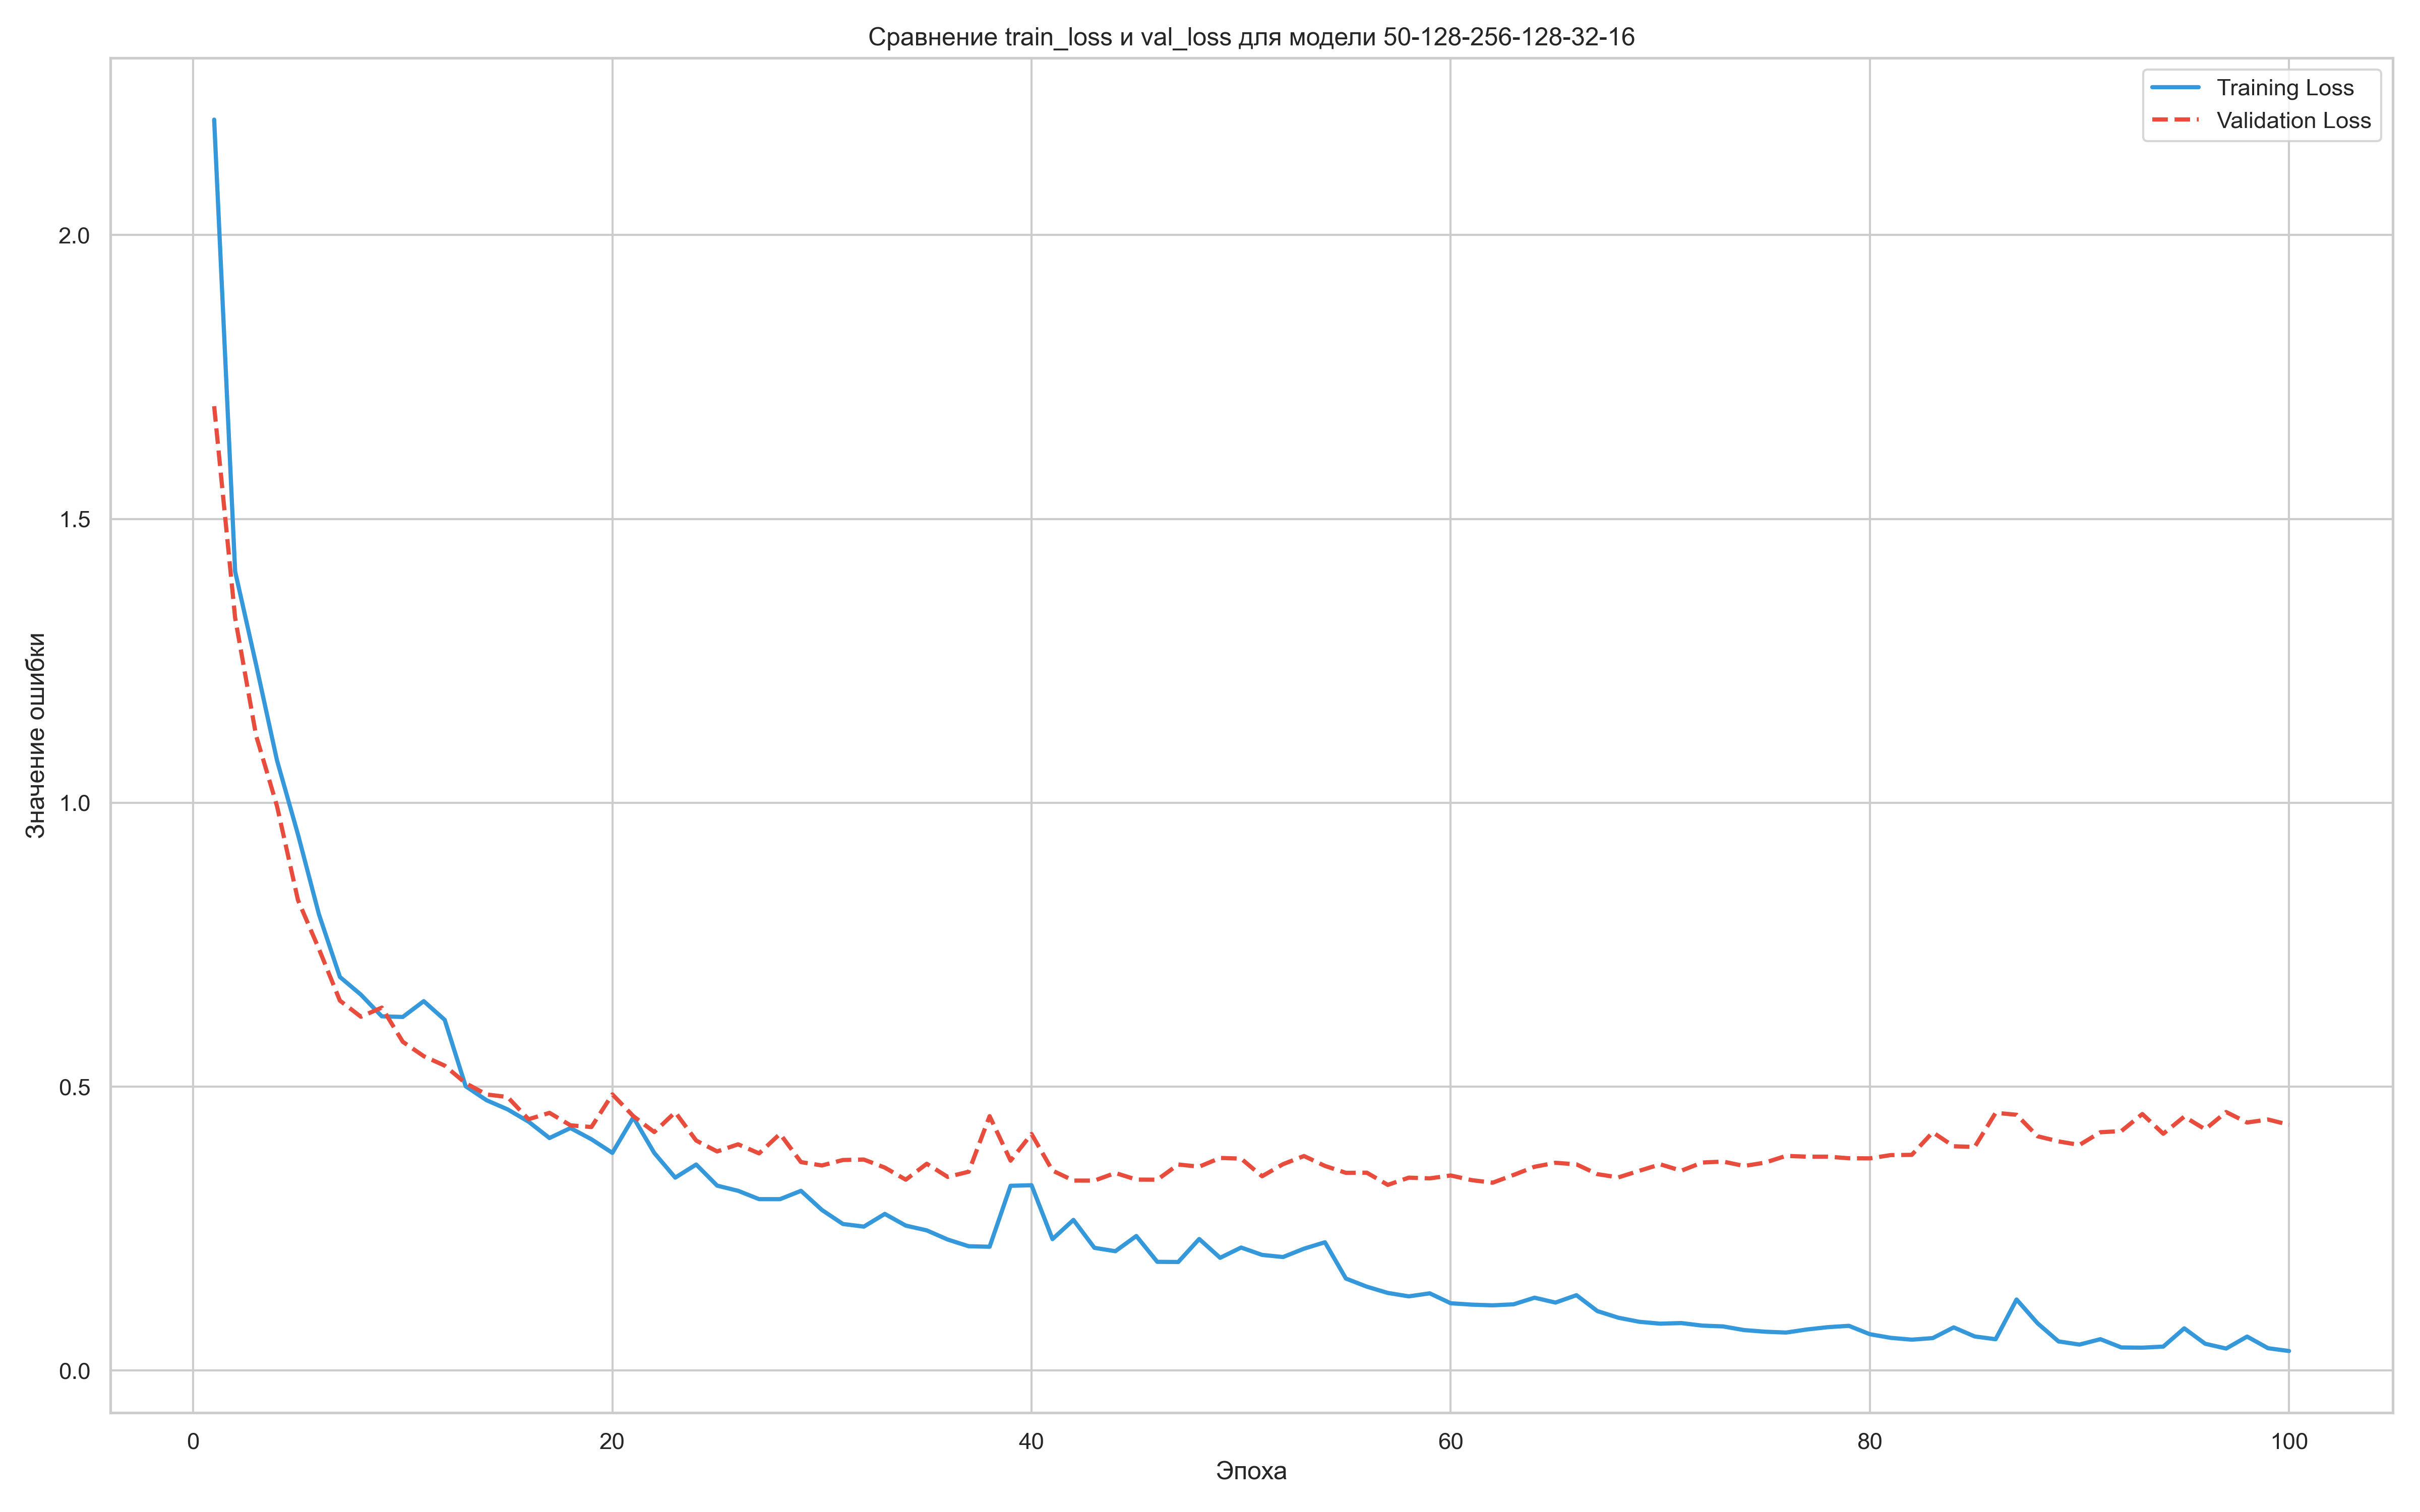 Сравнение train_loss и val_loss для модели 50-128-256-128-32-16
Training Loss
Validation Loss
Значение ошибки
2.0
1.5
1.0
0.5
0.0
0
20
40
60
80
100
Эпоха